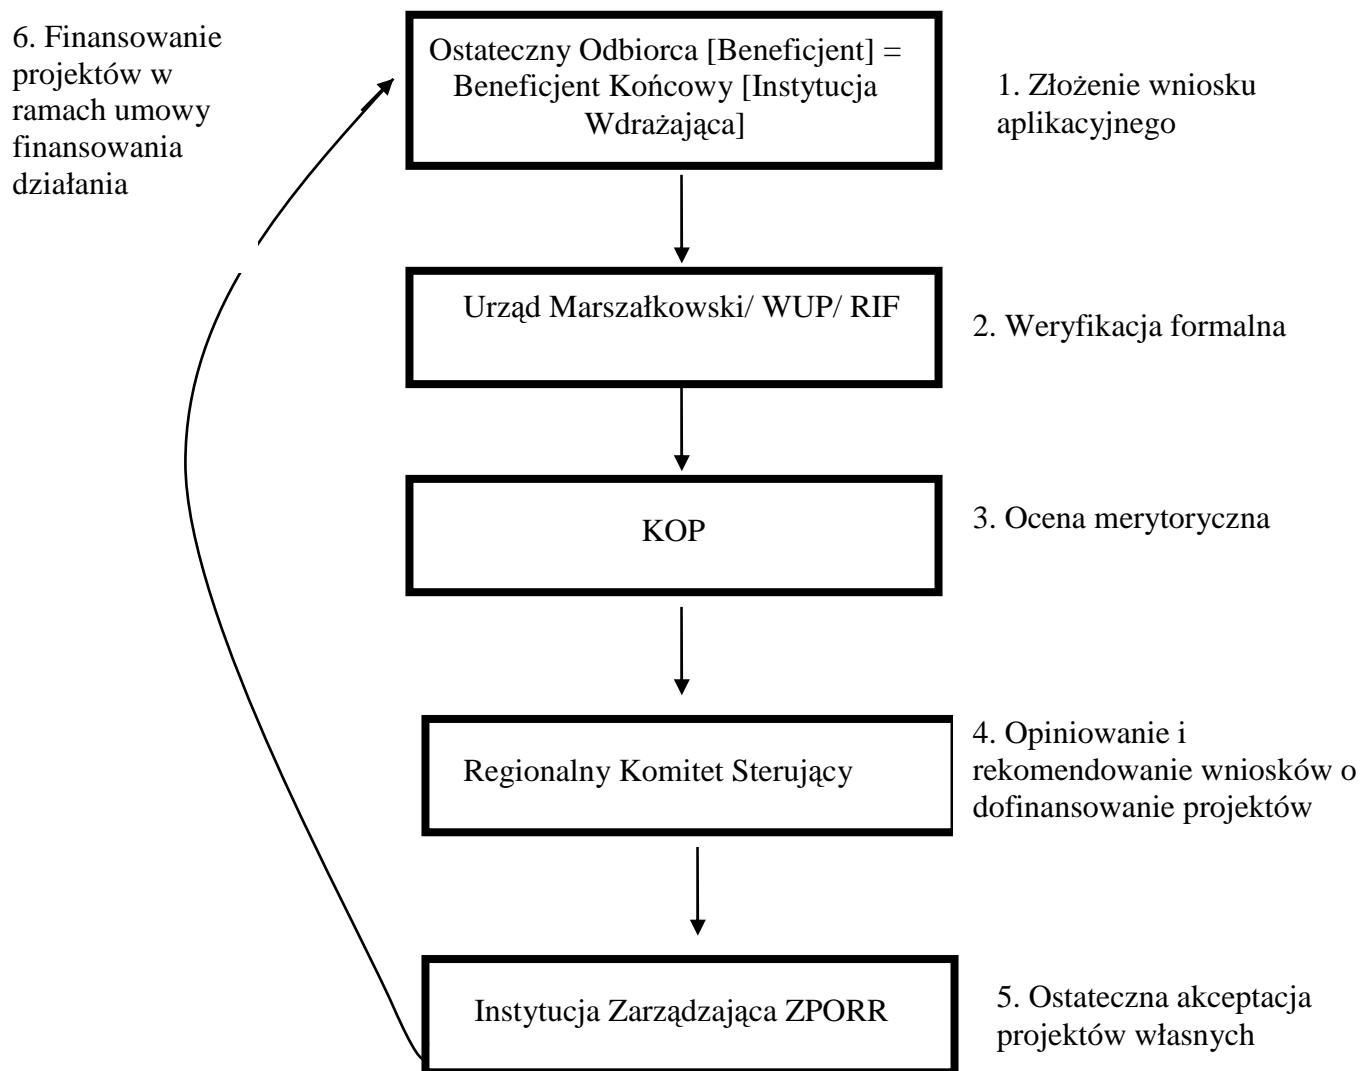 6. Finansowanie
projektów w
ramach umowy
finansowania
działania
Ostateczny Odbiorca [Beneficjent] =
Beneficjent Końcowy [Instytucja
Wdrażająca]
1. Złożenie wniosku
aplikacyjnego
Urząd Marszałkowski/ WUP/ RIF
2. Weryfikacja formalna
KOP
3. Ocena merytoryczna
Regionalny Komitet Sterujący
4. Opiniowanie i
rekomendowanie wniosków o
dofinansowanie projektów
Instytucja Zarządzająca ZPORR
5. Ostateczna akceptacja
projektów własnych